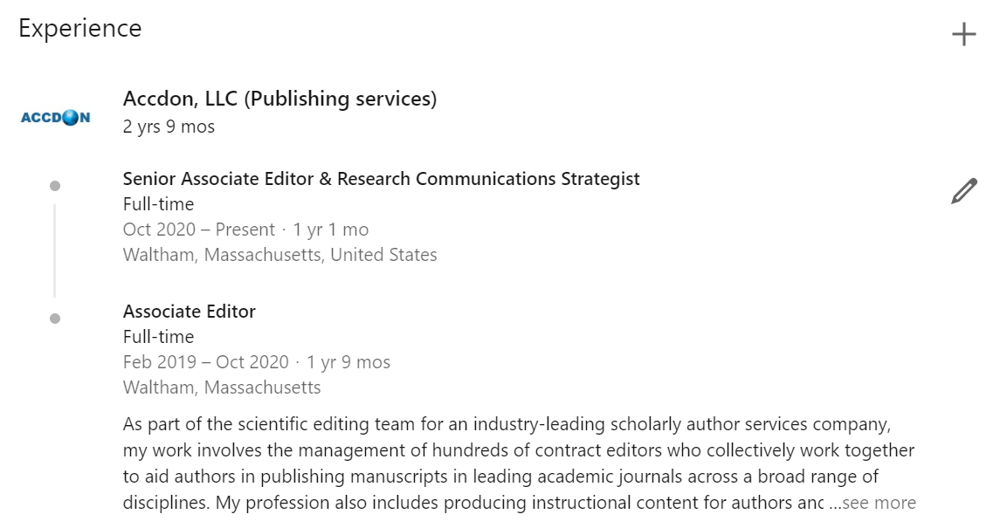 Experience
Accdon, LLC (Publishing services)
ACCDON
2 yrs 9 mos
Senior Associate Editor & Research Communications Strategist
Full-time
Oct 2020 – Present · 1 yr 1 mo
Waltham, Massachusetts, United States
Associate Editor
Full-time
Feb 2019 – Oct 2020 · 1 yr 9 mos
Waltham, Massachusetts
As part of the scientific editing team for an industry-leading scholarly author services company,
my work involves the management of hundreds of contract editors who collectively work together
to aid authors in publishing manuscripts in leading academic journals across a broad range of
disciplines. My profession also includes producing instructional content for authors and ...see more